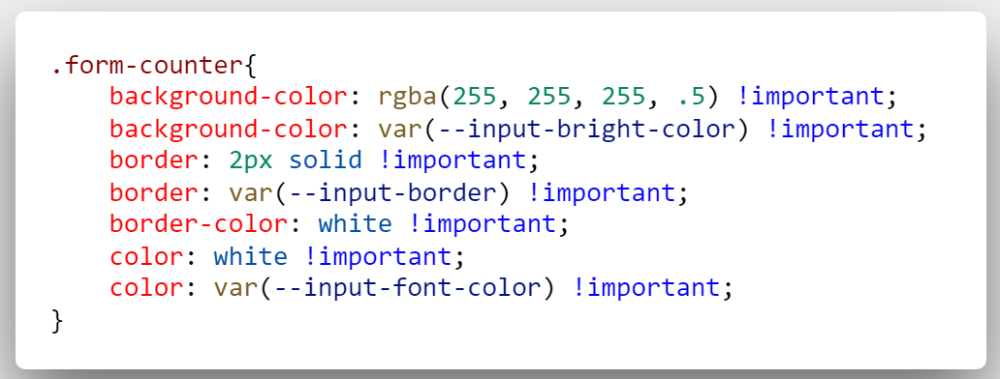 .form-counter{
    background-color: rgba(255, 255, 255, .5) !important;
    background-color: var(--input-bright-color) !important;
    border: 2px solid !important;
    border: var(--input-border) !important;
    border-color: white !important;
    color: white !important;
    color: var(--input-font-color) !important;
}